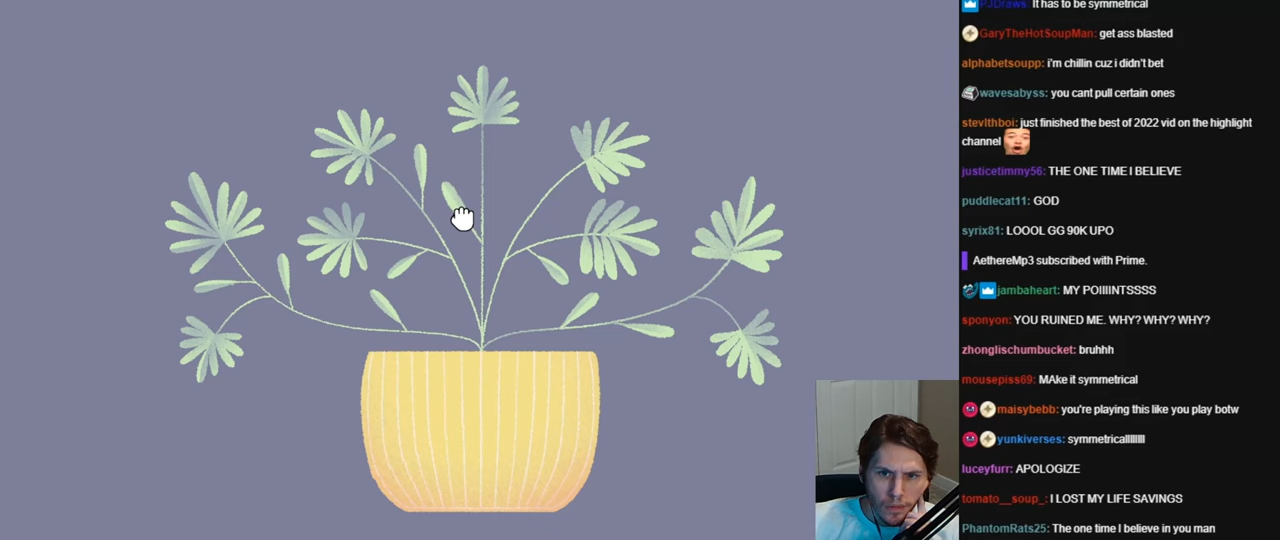 PJDraws: It has to be symmetrical
GaryTheHotSoupMan: get ass blasted
alphabetsoupp: i'm chillin cuz i didn't bet
wavesabyss: you cant pull certain ones
stevlthboi: just finished the best of 2022 vid on the highlight
channel
justicetimmy56: THE ONE TIME I BELIEVE
puddlecat11: GOD
syrix81: LOOOL GG 90K UPO
AethereMp3 subscribed with Prime.
jambaheart: MY POIIIINTSSSS
sponyon: YOU RUINED ME. WHY? WHY? WHY?
zhonglischumbucket: bruhhh
mousepiss69: MAke it symmetrical
maisybebb: you're playing this like you play botw
yunkiverses: symmetricalllllllll
luceyfurr: APOLOGIZE
tomato__soup_: I LOST MY LIFE SAVINGS
PhantomRats25: The one time I believe in you man